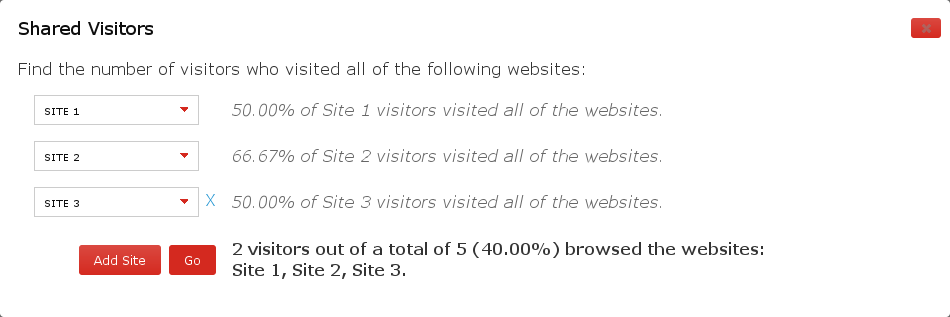 Shared Visitors
Find the number of visitors who visited all of the following websites:
SITE 1 50.00% of Site 1 visitors visited all of the websites.
SITE 2 66.67% of Site 2 visitors visited all of the websites.
SITE 3 X 50.00% of Site 3 visitors visited all of the websites.
Add Site Go 2 visitors out of a total of 5 (40.00%) browsed the websites:
Site 1, Site 2, Site 3.